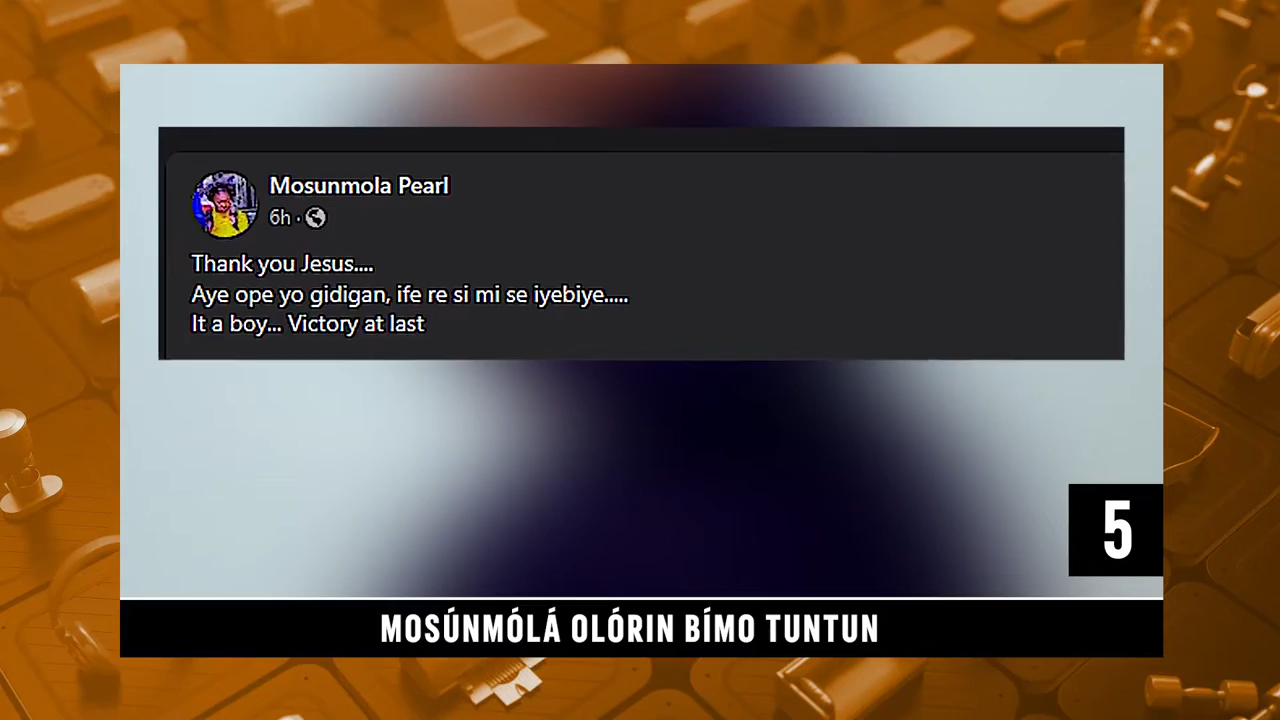 Mosunmola Pearl
6h ·
Thank you Jesus....
Aye ope yo gidigan, ife re si mi se iyebiye.....
It a boy... Victory at last
5
MOSÚNMÓLÁ OLÓRIN BÍMO TUNTUN